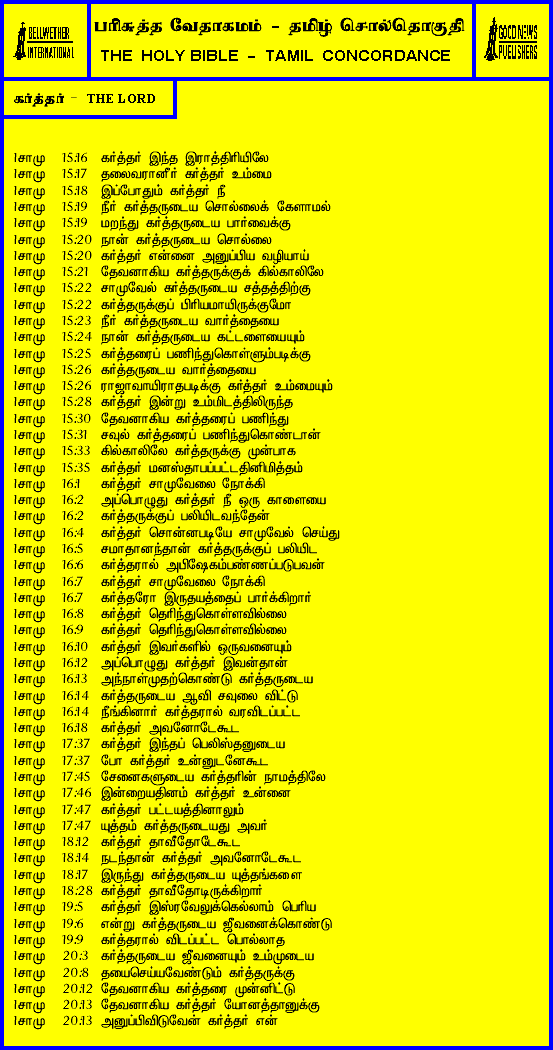 BELLWETHER
INTERNATIONAL
பரிசுத்த வேதாகமம் - தமிழ் சொல்தொகுதி
THE HOLY BIBLE - TAMIL CONCORDANCE
GOOD NEWS
PUBLISHERS
கர்த்தர் - THE LORD
1சாமு 15:16 கர்த்தர் இந்த இராத்திரியிலே
1சாமு 15:17 தலைவரானீர் கர்த்தர் உம்மை
1சாமு 15:18 இப்போதும் கர்த்தர் நீ
1சாமு 15:19 நீர் கர்த்தருடைய சொல்லைக் கேளாமல்
1சாமு 15:19 மறந்து கர்த்தருடைய பார்வைக்கு
1சாமு 15:20 நான் கர்த்தருடைய சொல்லை
1சாமு 15:20 கர்த்தர் என்னை அனுப்பிய வழியாய்
1சாமு 15:21 தேவனாகிய கர்த்தருக்குக் கில்காலிலே
1சாமு 15:22 சாமுவேல் கர்த்தருடைய சத்தத்திற்கு
1சாமு 15:22 கர்த்தருக்குப் பிரியமாயிருக்குமோ
1சாமு 15:23 நீர் கர்த்தருடைய வார்த்தையை
1சாமு 15:24 நான் கர்த்தருடைய கட்டளையையும்
1சாமு 15:25 கர்த்தரைப் பணிந்துகொள்ளும்படிக்கு
1சாமு 15:26 கர்த்தருடைய வார்த்தையை
1சாமு 15:26 ராஜாவாயிராதபடிக்கு கர்த்தர் உம்மையும்
1சாமு 15:28 கர்த்தர் இன்று உம்மிடத்திலிருந்த
1சாமு 15:30 தேவனாகிய கர்த்தரைப் பணிந்து
1சாமு 15:31 சவுல் கர்த்தரைப் பணிந்துகொண்டான்
1சாமு 15:33 கில்காலிலே கர்த்தருக்கு முன்பாக
1சாமு 15:35 கர்த்தர் மனஸ்தாபப்பட்டதினிமித்தம்
1சாமு 16:1 கர்த்தர் சாமுவேலை நோக்கி
1சாமு 16:2 அப்பொழுது கர்த்தர் நீ ஒரு காளையை
1சாமு 16:2 கர்த்தருக்குப் பலியிடவந்தேன்
1சாமு 16:4 கர்த்தர் சொன்னபடியே சாமுவேல் செய்து
1சாமு 16:5 சமாதானந்தான் கர்த்தருக்குப் பலியிட
1சாமு 16:6 கர்த்தரால் அபிஷேகம்பண்ணப்படுபவன்
1சாமு 16:7 கர்த்தர் சாமுவேலை நோக்கி
1சாமு 16:7 கர்த்தரோ இருதயத்தைப் பார்க்கிறார்
1சாமு 16:8 கர்த்தர் தெரிந்துகொள்ளவில்லை
1சாமு 16:9 கர்த்தர் தெரிந்துகொள்ளவில்லை
1சாமு 16:10 கர்த்தர் இவர்களில் ஒருவனையும்
1சாமு 16:12 அப்பொழுது கர்த்தர் இவன்தான்
1சாமு 16:13 அந்நாள்முதற்கொண்டு கர்த்தருடைய
1சாமு 16:14 கர்த்தருடைய ஆவி சவுலை விட்டு
1சாமு 16:14 நீங்கினார் கர்த்தரால் வரவிடப்பட்ட
1சாமு 16:18 கர்த்தர் அவனோடேகூட
1சாமு 17:37 கர்த்தர் இந்தப் பெலிஸ்தனுடைய
1சாமு 17:37 போ கர்த்தர் உன்னுடனேகூட
1சாமு 17:45 சேனைகளுடைய கர்த்தரின் நாமத்திலே
1சாமு 17:46 இன்றையதினம் கர்த்தர் உன்னை
1சாமு 17:47 கர்த்தர் பட்டயத்தினாலும்
1சாமு 17:47 யுத்தம் கர்த்தருடையது அவர்
1சாமு 18:12 கர்த்தர் தாவீதோடேகூட
1சாமு 18:14 நடந்தான் கர்த்தர் அவனோடேகூட
1சாமு 18:17 இருந்து கர்த்தருடைய யுத்தங்களை
1சாமு 18:28 கர்த்தர் தாவீதோடிருக்கிறார்
1சாமு 19:5 கர்த்தர் இஸ்ரவேலுக்கெல்லாம் பெரிய
1சாமு 19:6 என்று கர்த்தருடைய ஜீவனைக்கொண்டு
1சாமு 19:9 கர்த்தரால் விடப்பட்ட பொல்லாத
1சாமு 20:3 கர்த்தருடைய ஜீவனையும் உம்முடைய
1சாமு 20:8 தயைசெய்யவேண்டும் கர்த்தருக்கு
1சாமு 20:12 தேவனாகிய கர்த்தரை முன்னிட்டு
1சாமு 20:13 தேவனாகிய கர்த்தர் யோனத்தானுக்கு
1சாமு 20:13 அனுப்பிவிடுவேன் கர்த்தர் என்